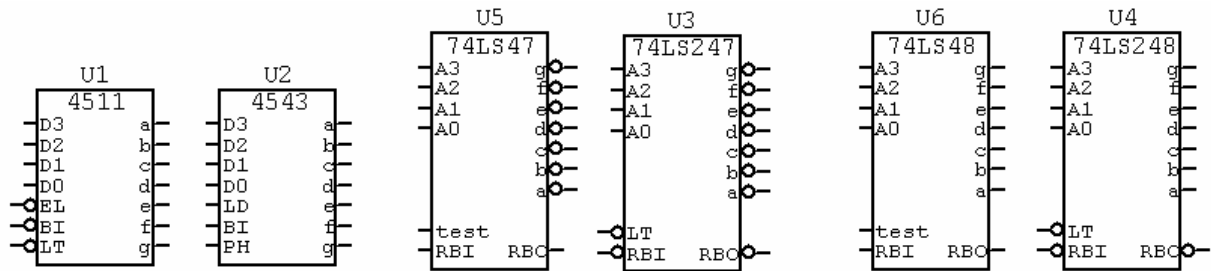 U1
4511
D3 a
D2 b
D1 c
D0 d
EL e
BI f
LT g
U2
4543
D3 a
D2 b
D1 c
D0 d
LD e
BI f
PH g
U5
74LS47
A3 g
A2 f
A1 e
A0 d
c
b
a
test
RBI RBO
U3
74LS247
A3 g
A2 f
A1 e
A0 d
c
b
a
LT
RBI RBO
U6
74LS48
A3 g
A2 f
A1 e
A0 d
c
b
a
test
RBI RBO
U4
74LS248
A3 g
A2 f
A1 e
A0 d
c
b
a
LT
RBI RBO